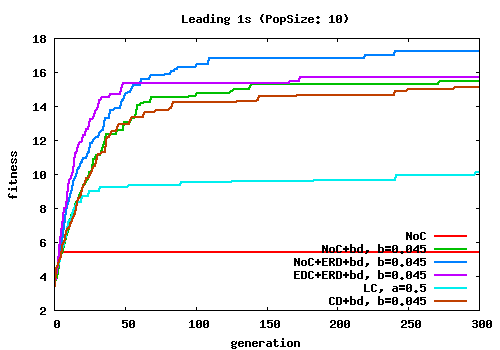 Leading 1s (PopSize: 10)
18
16
14
12
10
8
6
4
2
fitness
NoC
NoC+bd, b=0.045
NoC+ERD+bd, b=0.045
EDC+ERD+bd, b=0.045
LC, a=0.5
CD+bd, b=0.045
0 50 100 150 200 250 300
generation